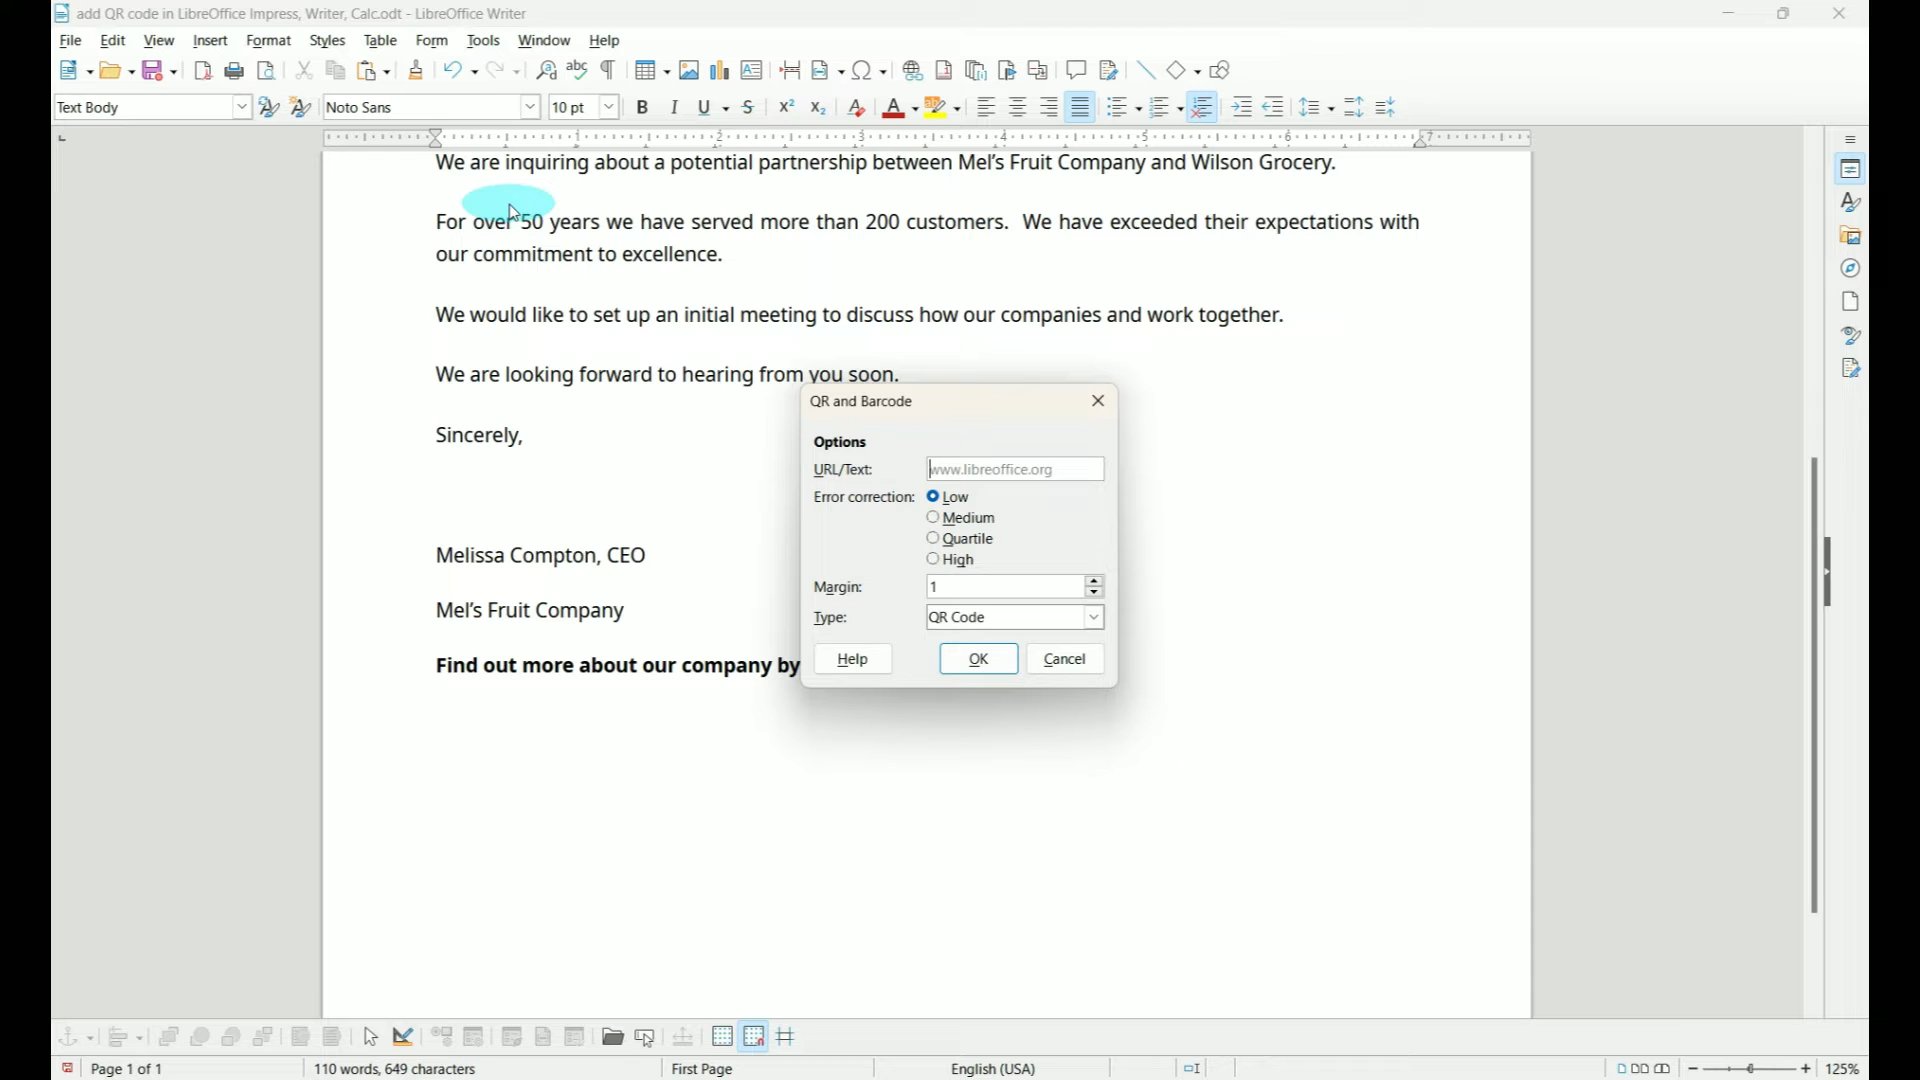 add QR code in LibreOffice Impress, Writer, Calc.odt - LibreOffice Writer
File Edit View Insert Format Styles Table Form Tools Window Help
Text Body Noto Sans 10 pt
1 2 3 4 5 6 7
We are inquiring about a potential partnership between Mel's Fruit Company and Wilson Grocery.
For over 50 years we have served more than 200 customers. We have exceeded their expectations with
our commitment to excellence.
We would like to set up an initial meeting to discuss how our companies and work together.
We are looking forward to hearing from you soon.
Sincerely,
Melissa Compton, CEO
Mel's Fruit Company
Find out more about our company by
QR and Barcode
Options
URL/Text: www.libreoffice.org
Error correction: Low
Medium
Quartile
High
Margin: 1
Type: QR Code
Help OK Cancel
Page 1 of 1 110 words, 649 characters First Page English (USA) 125%